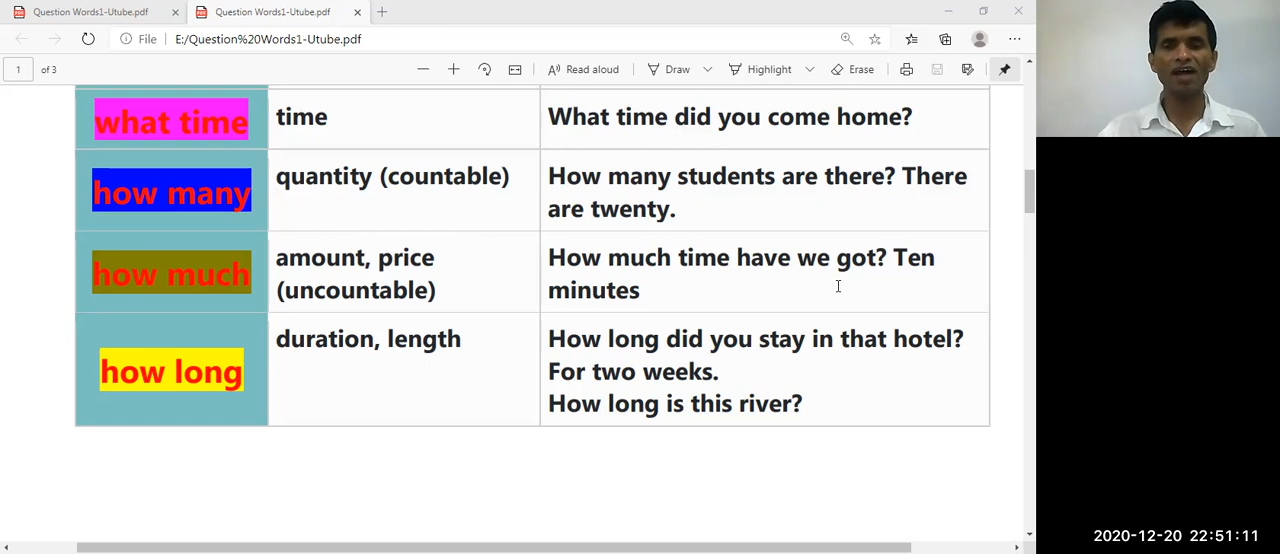 Question Words1-Utube.pdf
Question Words1-Utube.pdf
File
E:/Question%20Words1-Utube.pdf
1 of 3
Read aloud
Draw
Highlight
Erase
what time
time
What time did you come home?
how many
quantity (countable)
How many students are there? There
are twenty.
how much
amount, price
(uncountable)
How much time have we got? Ten
minutes
how long
duration, length
How long did you stay in that hotel?
For two weeks.
How long is this river?
2020-12-20 22:51:11